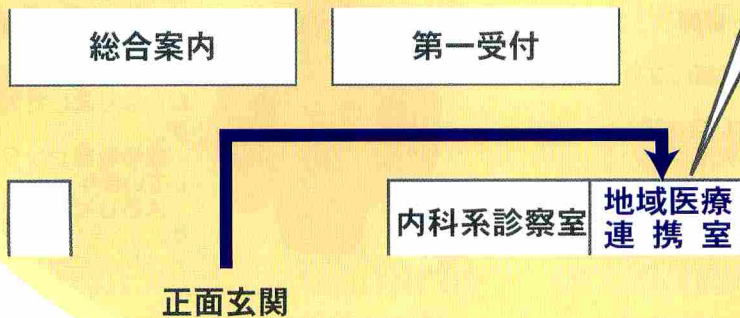 総合案内
第一受付
内科系診察室
地域医療
連携室
正面玄関